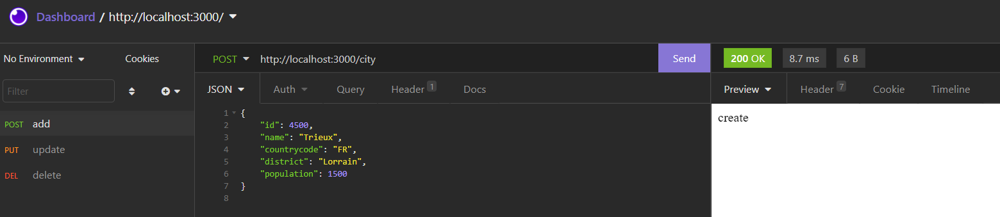 Dashboard / http://localhost:3000/
No Environment
Cookies
Filter
POST add
PUT update
DEL delete
POST http://localhost:3000/city
Send
JSON Auth Query Header 1 Docs
1 {
2 "id": 4500,
3 "name": "Trieux",
4 "countrycode": "FR",
5 "district": "Lorrain",
6 "population": 1500
7 }
8
200 OK 8.7 ms 6 B
Preview Header 7 Cookie Timeline
create